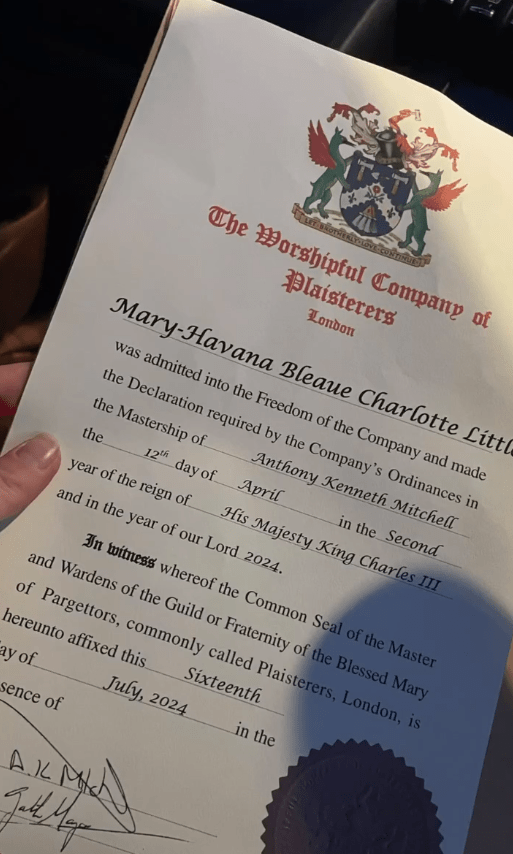 LET BROTHERLY LOVE CONTINUE
The Worshipful Company of
Plaisterers
London
Mary-Havana Bleaue Charlotte
was admitted into the Freedom of the Company and made
the Declaration required by the Company's Ordinances in
the Mastership of Anthony Kenneth Mitchell
the 12th day of April in the Second
year of the reign of His Majesty King Charles III
and in the year of our Lord 2024.
In witness whereof the Common Seal of the Master
and Wardens of the Guild or Fraternity of the Blessed Mary
of Pargettors, commonly called Plaisterers, London, is
hereunto affixed this Sixteenth
of July, 2024 in the
of
A.K.